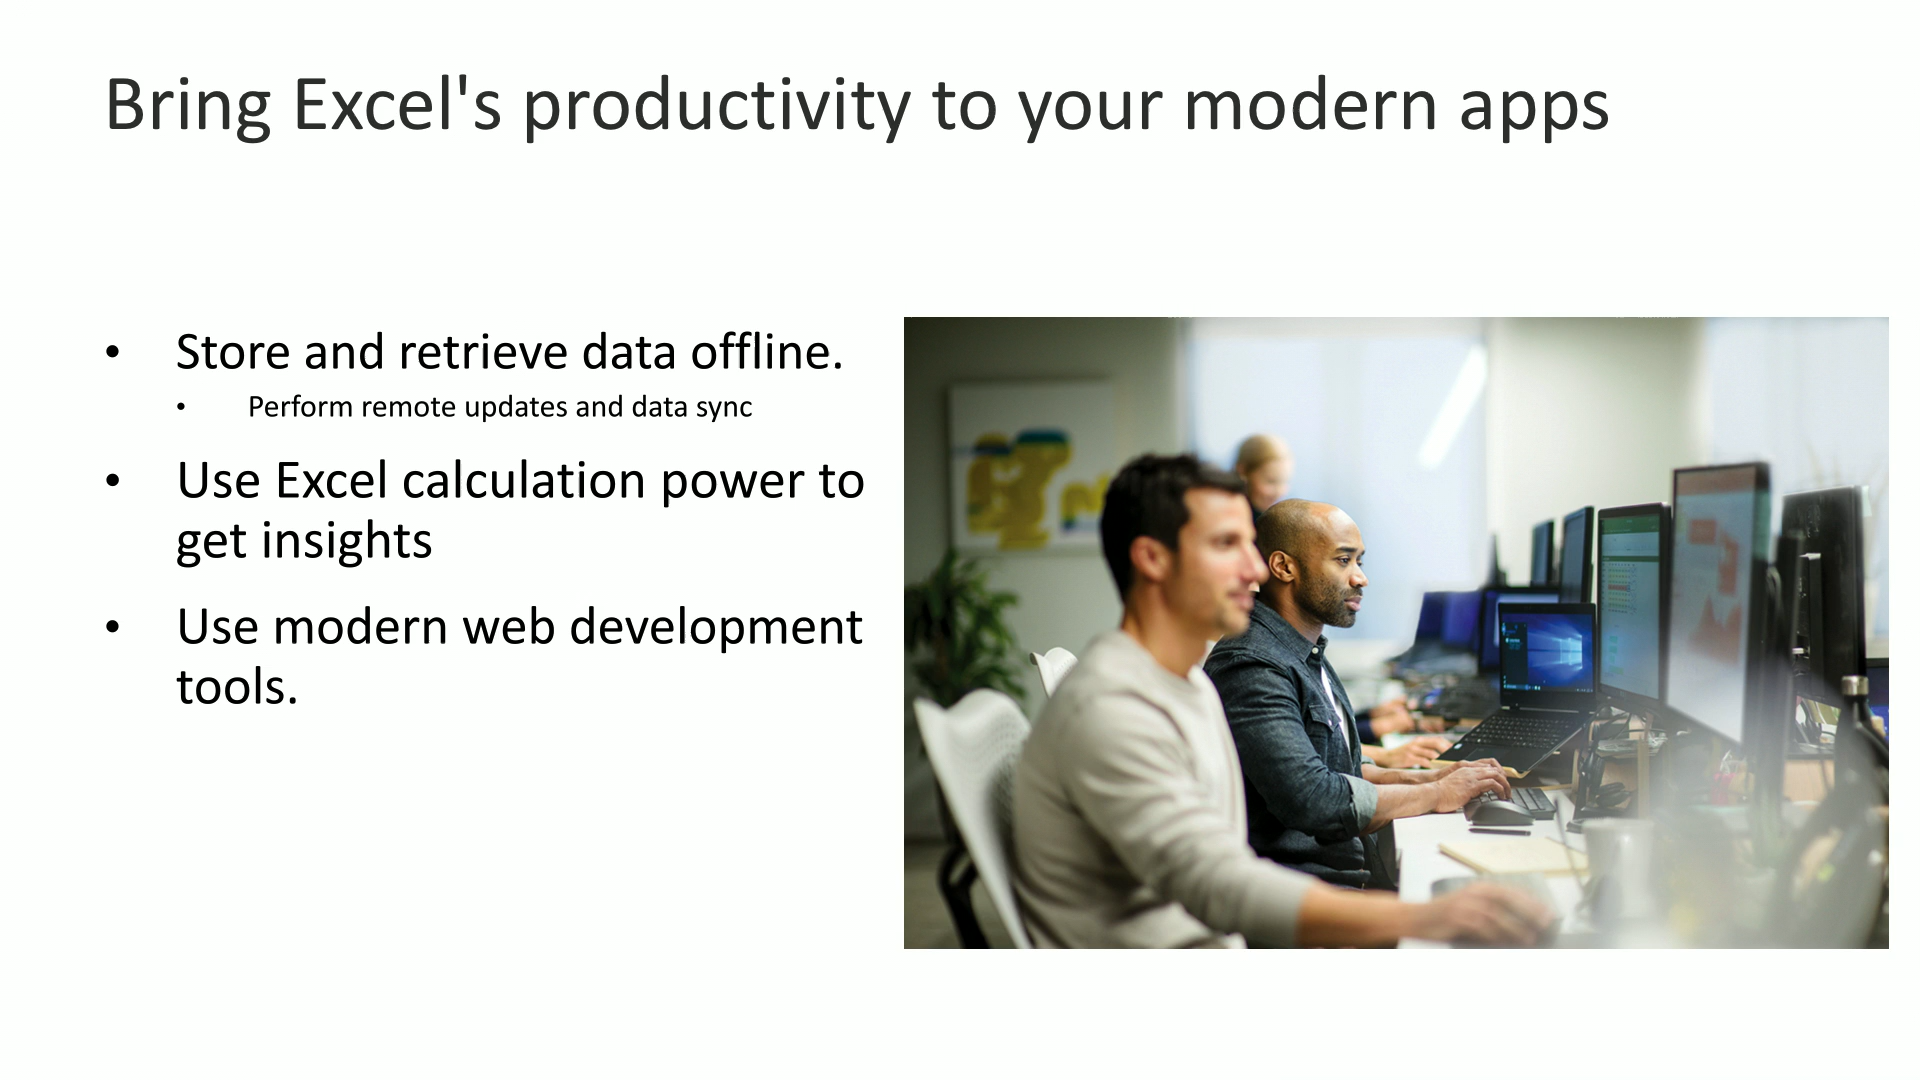 Bring Excel's productivity to your modern apps
• Store and retrieve data offline.
• Perform remote updates and data sync
• Use Excel calculation power to
get insights
• Use modern web development
tools.